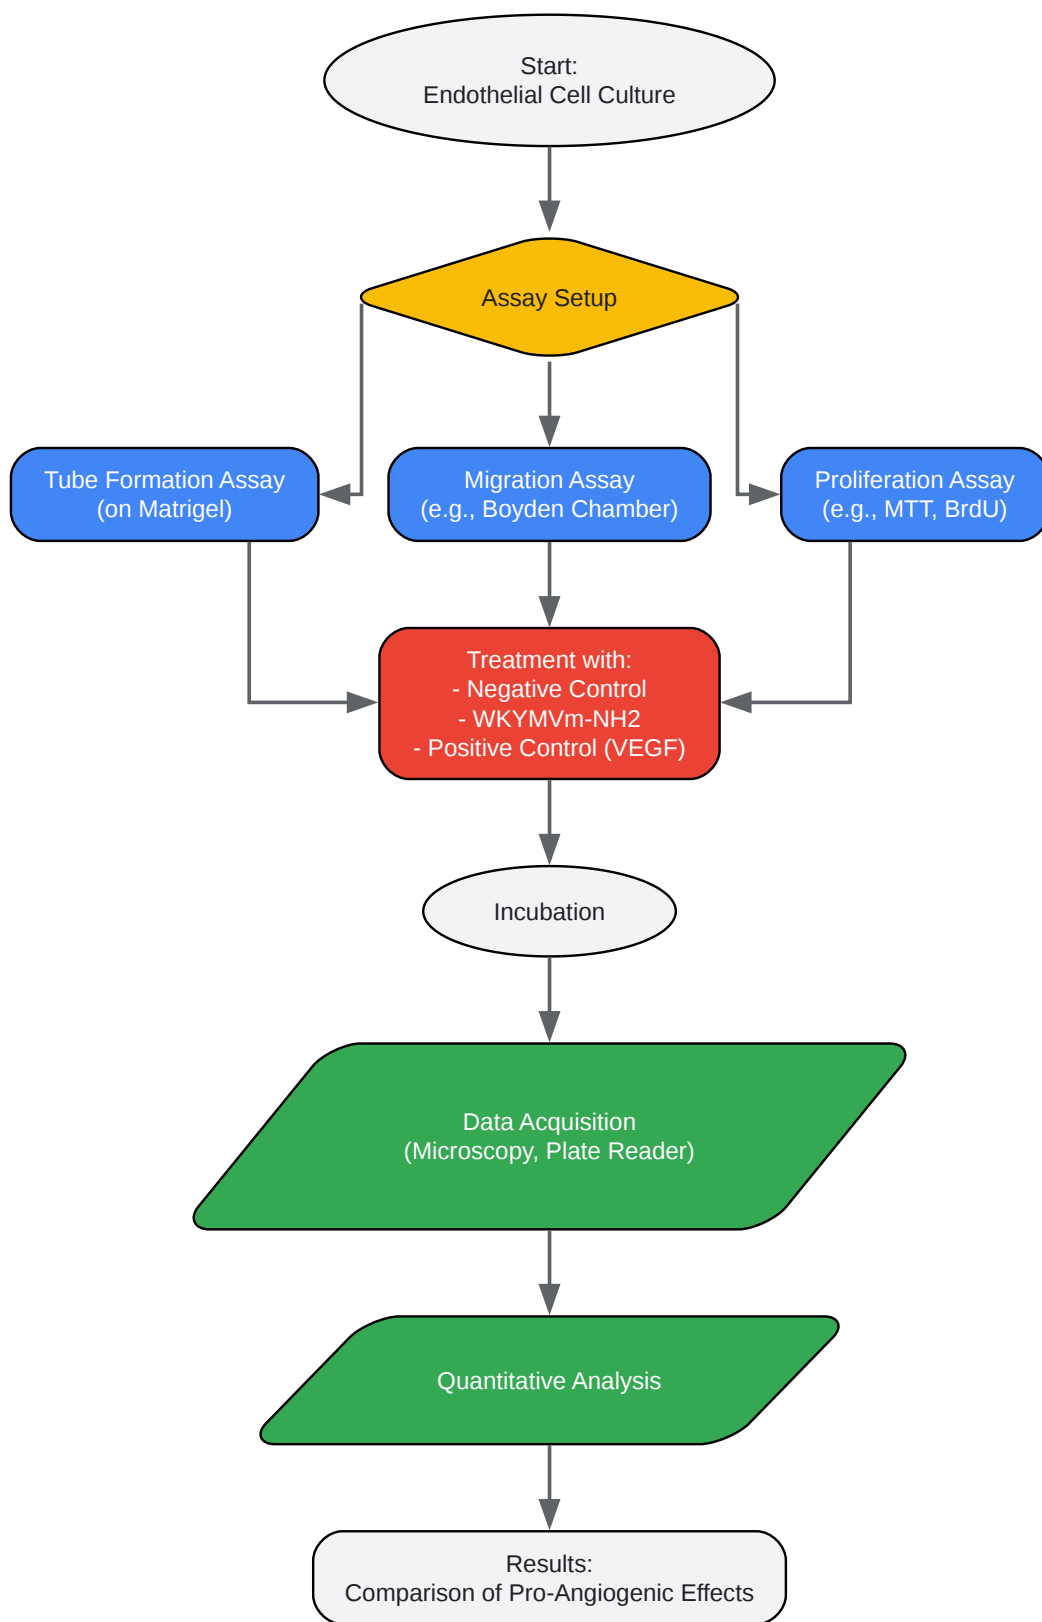 Start:
Endothelial Cell Culture
Assay Setup
Tube Formation Assay
(on Matrigel)
Migration Assay
(e.g., Boyden Chamber)
Proliferation Assay
(e.g., MTT, BrdU)
Treatment with:
- Negative Control
- WKYMVm-NH2
- Positive Control (VEGF)
Incubation
Data Acquisition
(Microscopy, Plate Reader)
Quantitative Analysis
Results:
Comparison of Pro-Angiogenic Effects